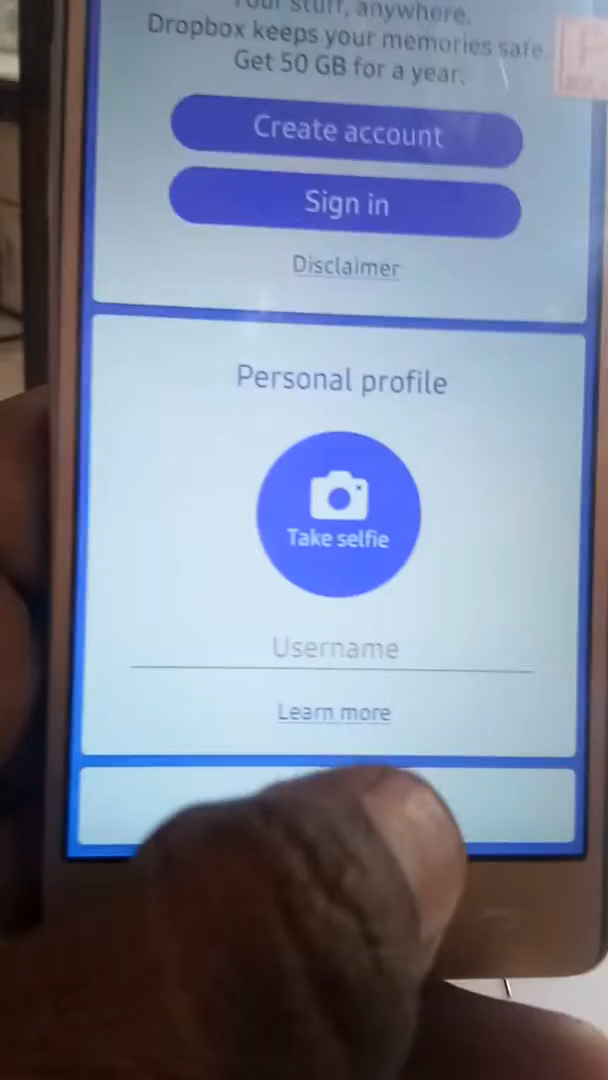 Your stuff, anywhere.
Dropbox keeps your memories safe.
Get 50 GB for a year.
Create account
Sign in
Disclaimer
Personal profile
Take selfie
Username
Learn more